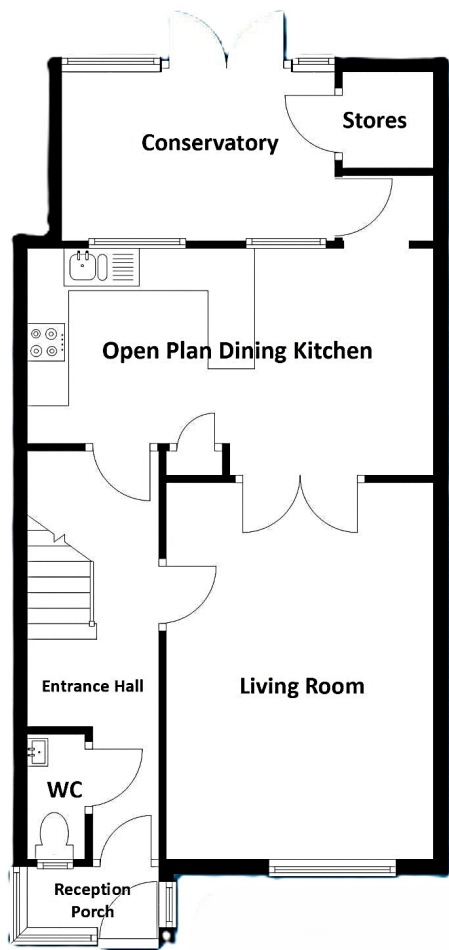 Conservatory
Stores
Open Plan Dining Kitchen
Entrance Hall
Living Room
WC
Reception
Porch